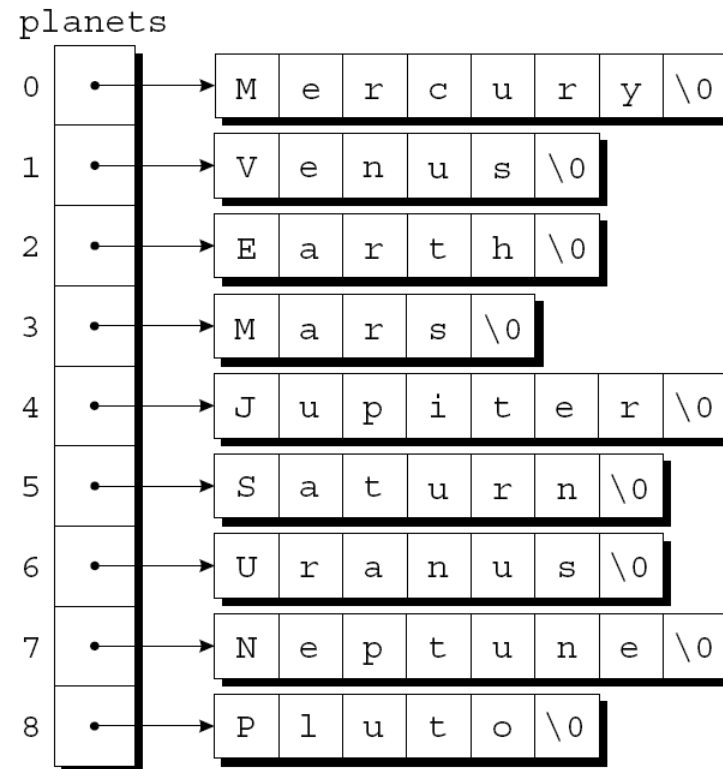 planets
0 M e r c u r y \0
1 V e n u s \0
2 E a r t h \0
3 M a r s \0
4 J u p i t e r \0
5 S a t u r n \0
6 U r a n u s \0
7 N e p t u n e \0
8 P l u t o \0